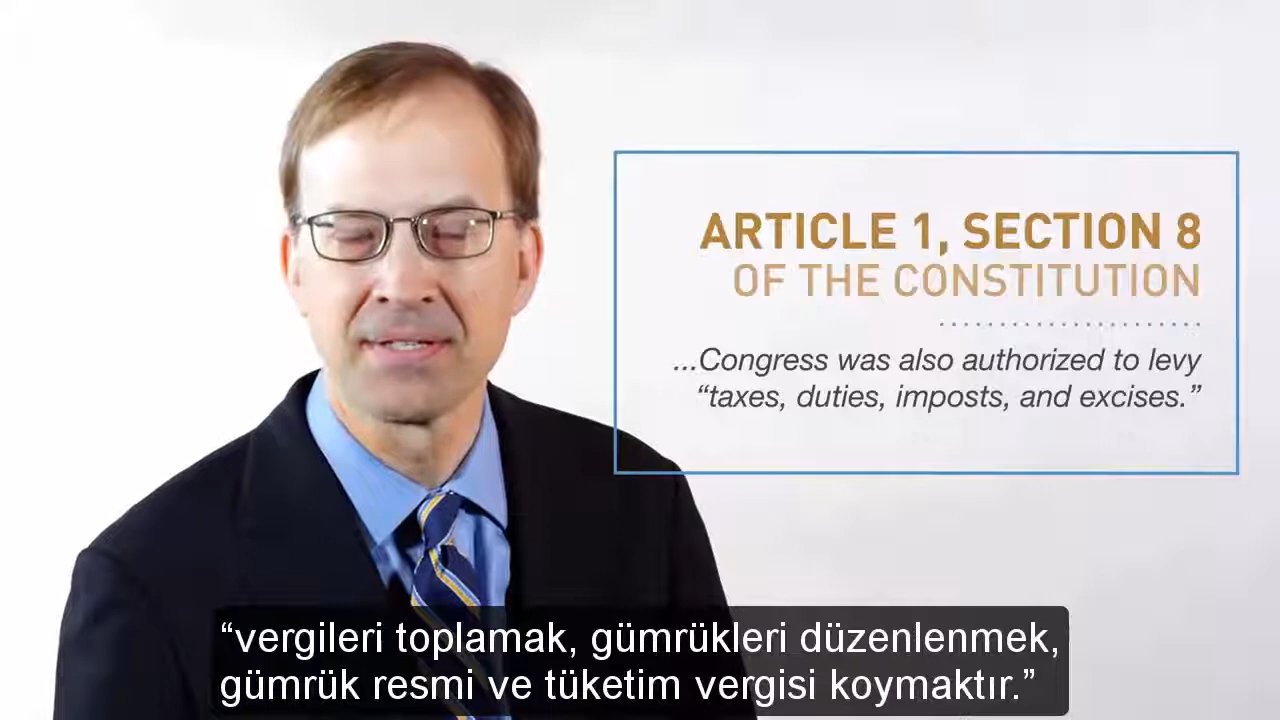 ARTICLE 1, SECTION 8
OF THE CONSTITUTION
...Congress was also authorized to levy
“taxes, duties, imposts, and excises.”
“vergileri toplamak, gümrükleri düzenlenmek,
gümrük resmi ve tüketim vergisi koymaktır.”